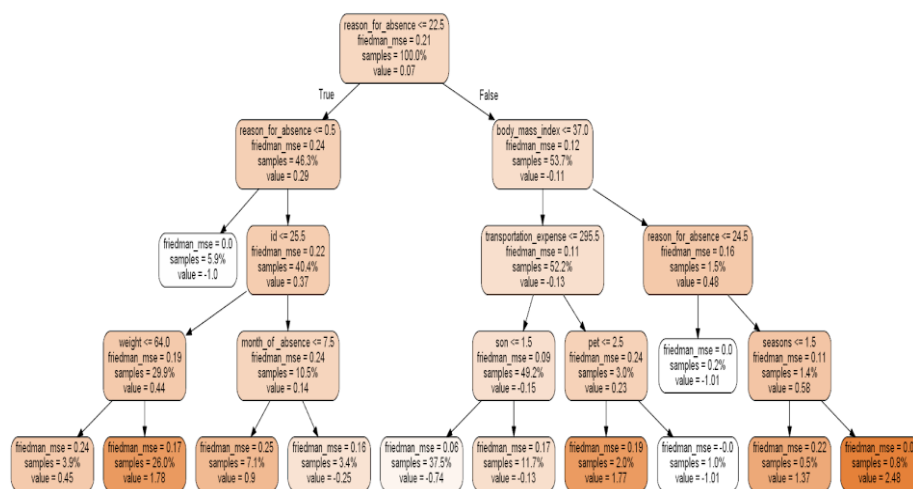 reason_for_absence <= 22.5
friedman_mse = 0.21
samples = 100.0%
value = 0.07
True
False
reason_for_absence <= 0.5
friedman_mse = 0.24
samples = 46.3%
value = 0.29
body_mass_index <= 37.0
friedman_mse = 0.12
samples = 53.7%
value = -0.11
friedman_mse = 0.0
samples = 5.9%
value = -1.0
id <= 25.5
friedman_mse = 0.22
samples = 40.4%
value = 0.37
transportation_expense <= 295.5
friedman_mse = 0.11
samples = 52.2%
value = -0.13
reason_for_absence <= 24.5
friedman_mse = 0.16
samples = 1.5%
value = 0.48
weight <= 64.0
friedman_mse = 0.19
samples = 29.9%
value = 0.44
month_of_absence <= 7.5
friedman_mse = 0.24
samples = 10.5%
value = 0.14
son <= 1.5
friedman_mse = 0.09
samples = 49.2%
value = -0.15
pet <= 2.5
friedman_mse = 0.24
samples = 3.0%
value = 0.23
friedman_mse = 0.0
samples = 0.2%
value = -1.01
seasons <= 1.5
friedman_mse = 0.11
samples = 1.4%
value = 0.58
friedman_mse = 0.24
samples = 3.9%
value = 0.45
friedman_mse = 0.17
samples = 26.0%
value = 1.78
friedman_mse = 0.25
samples = 7.1%
value = 0.9
friedman_mse = 0.16
samples = 3.4%
value = -0.25
friedman_mse = 0.06
samples = 37.5%
value = -0.74
friedman_mse = 0.17
samples = 11.7%
value = -0.13
friedman_mse = 0.19
samples = 2.0%
value = 1.77
friedman_mse = -0.0
samples = 1.0%
value = -1.01
friedman_mse = 0.22
samples = 0.5%
value = 1.37
friedman_mse = 0.0
samples = 0.8%
value = 2.48